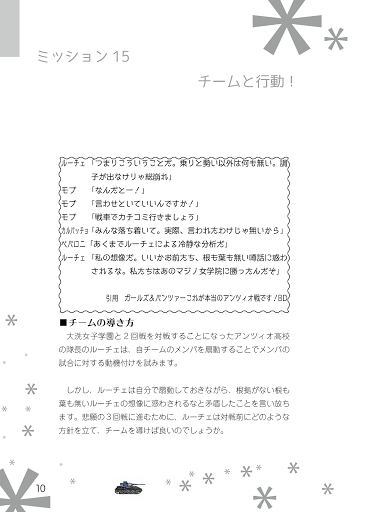 ミッション 15
チームと行動！
ルーチェ「つまりこういうことだ。乗りと勢い以外は何も無い。調
子が出なけりゃ総崩れ」
モブ 「なんだとー！」
モブ 「言わせといていいんですか！」
モブ 「戦車でカチコミ行きましょう」
カルパッチョ「みんな落ち着いて。実際、言われたわけじゃ無いから」
ペパロニ「あくまでルーチェによる冷静な分析だ」
ルーチェ「私の想像だ。いいかお前たち、根も葉も無い噂話に惑わ
されるな。私たちはあのマジノ女学院に勝ったんだぞ」
引用 ガールズ&パンツァーこれが本当のアンツィオ戦です！BD
■チームの導き方
大洗女子学園と２回戦を対戦することになったアンツィオ高校
の隊長のルーチェは、自チームのメンバを扇動することでメンバの
試合に対する動機付けを試みます。
しかし、ルーチェは自分で扇動しておきながら、根拠がない根も
葉も無いルーチェの想像に惑わされるなと矛盾したことを言い放ち
ます。悲願の３回戦に進むために、ルーチェは対戦前にどのような
方針を立て、チームを導けば良いのでしょうか。
10